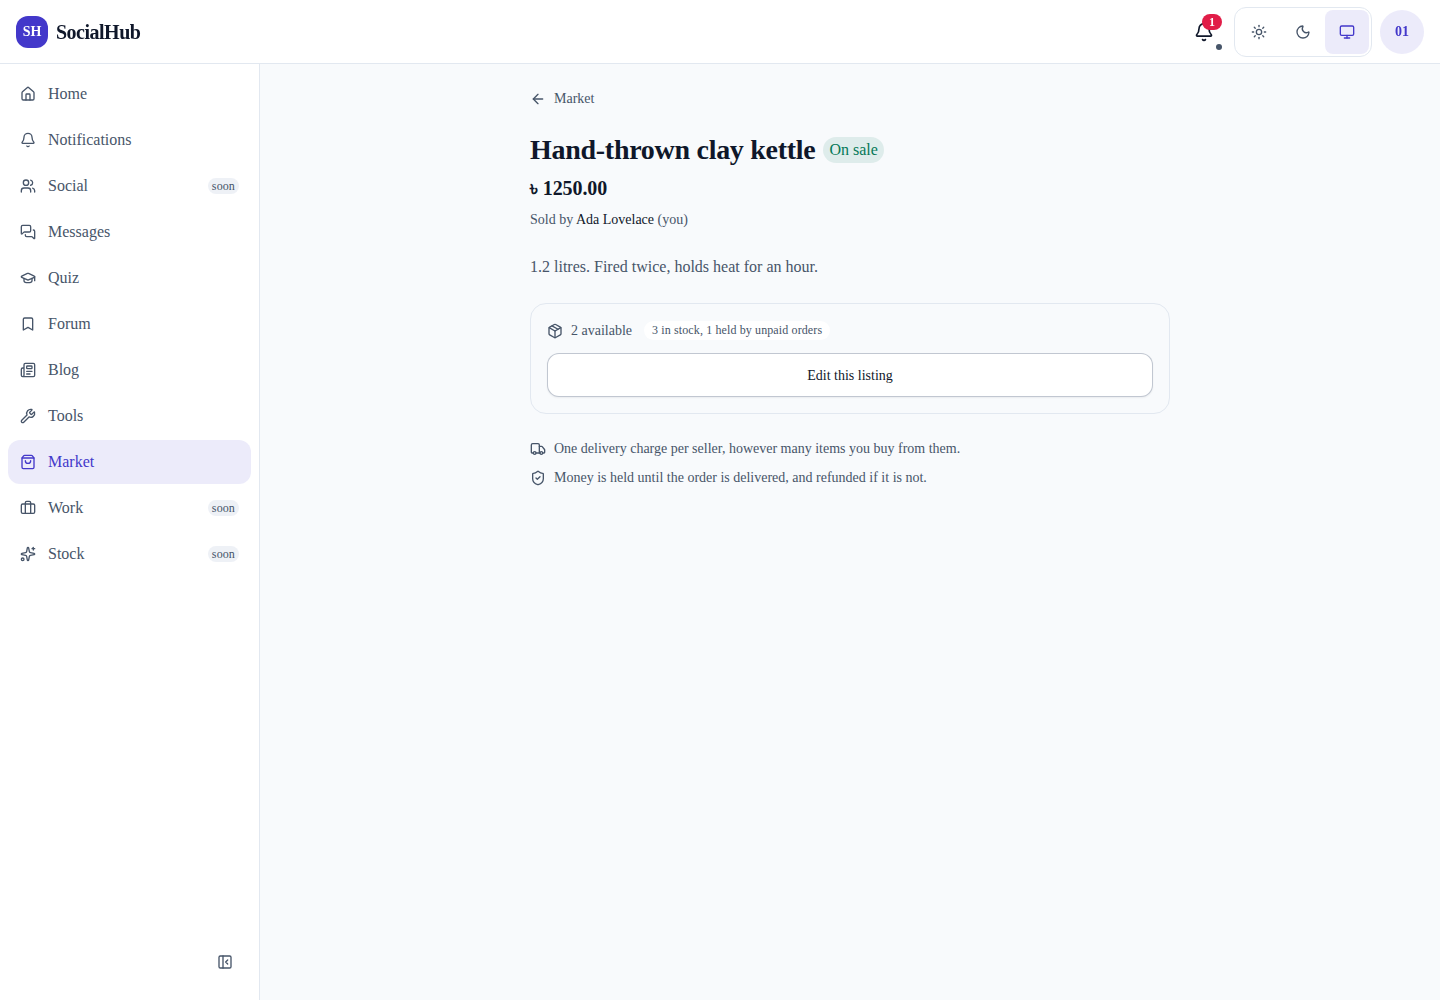 SH SocialHub
1
01
Home
Notifications
Social soon
Messages
Quiz
Forum
Blog
Tools
Market
Work soon
Stock soon
Market
Hand-thrown clay kettle On sale
৳ 1250.00
Sold by Ada Lovelace (you)
1.2 litres. Fired twice, holds heat for an hour.
2 available 3 in stock, 1 held by unpaid orders
Edit this listing
One delivery charge per seller, however many items you buy from them.
Money is held until the order is delivered, and refunded if it is not.